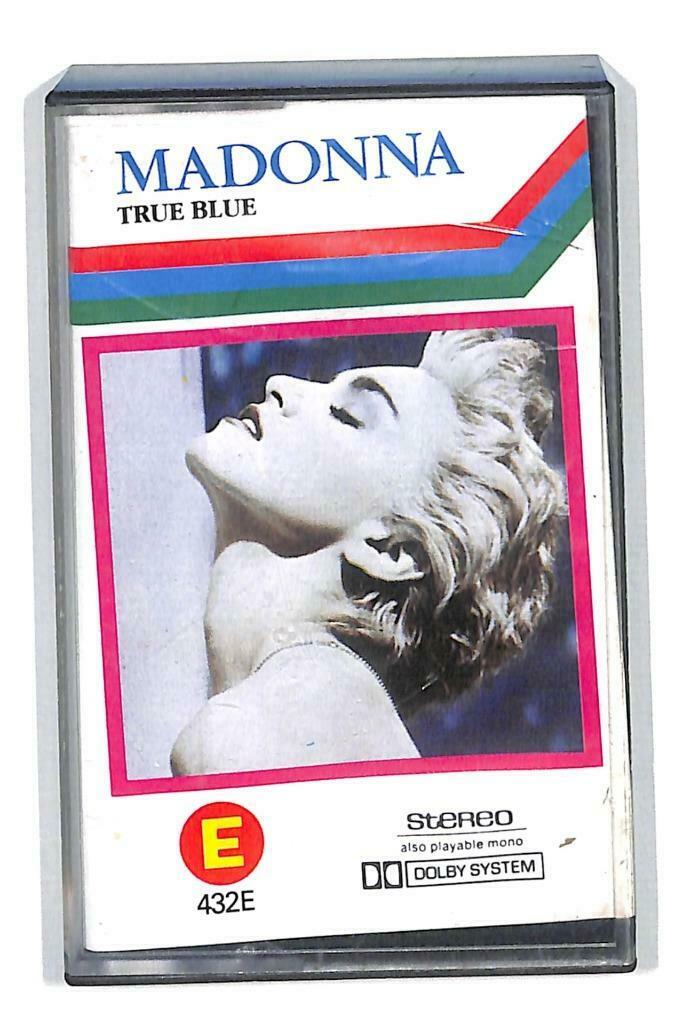 MADONNA
TRUE BLUE
E
432E
STEREO
also playable mono
DOLBY SYSTEM